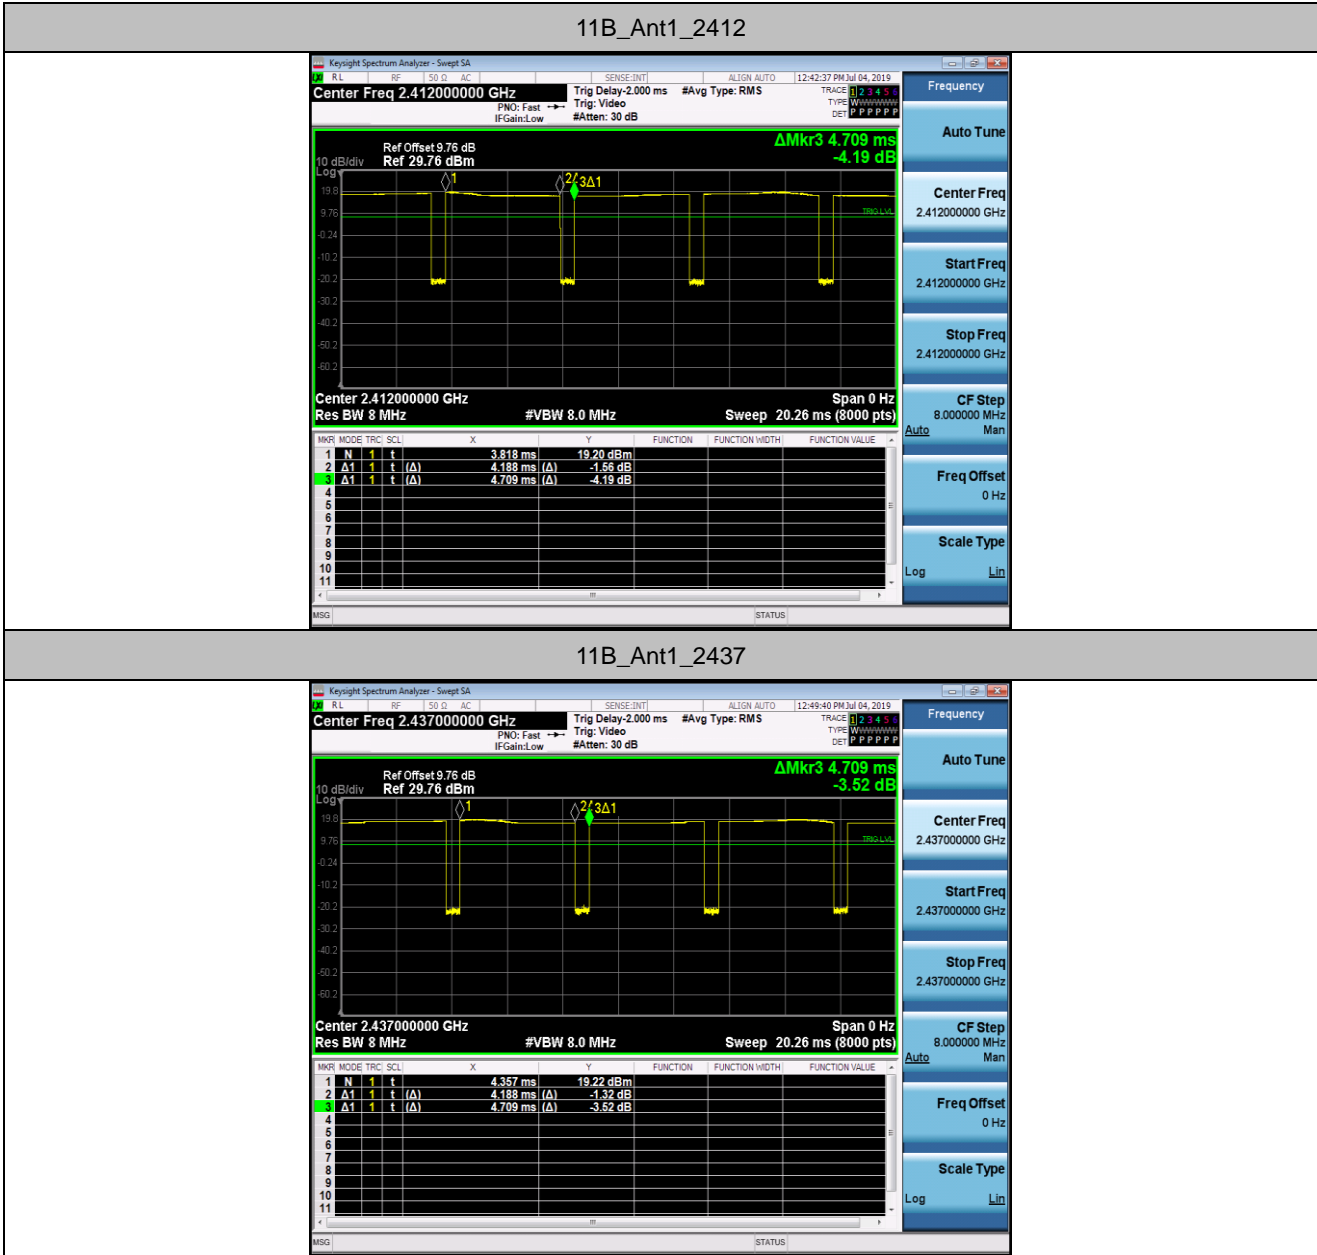 11B_Ant1_2412
Keysight Spectrum Analyzer - Swept SA
RL RF 50 Ω AC SENSE:INT ALIGN AUTO 12:42:37 PM Jul 04, 2019
Center Freq 2.412000000 GHz
Trig Delay-2.000 ms #Avg Type: RMS
TRACE 1 2 3 4 5 6
PNO: Fast Trig: Video
TYPE WWWWWW
IFGain:Low #Atten: 30 dB
DET P P P P P P
Frequency
Auto Tune
ΔMkr3 4.709 ms
-4.19 dB
Ref Offset 9.76 dB
10 dB/div Ref 29.76 dBm
Log
1
2Δ
3Δ1
19.8
9.76
TRIG LVL
-0.24
-10.2
-20.2
-30.2
-40.2
-50.2
-60.2
Center 2.412000000 GHz Span 0 Hz
Res BW 8 MHz #VBW 8.0 MHz Sweep 20.26 ms (8000 pts)
Center Freq
2.412000000 GHz
Start Freq
2.412000000 GHz
Stop Freq
2.412000000 GHz
CF Step
8.000000 MHz
Auto Man
Freq Offset
0 Hz
Scale Type
Log Lin
MKR MODE TRC SCL X Y FUNCTION FUNCTION WIDTH FUNCTION VALUE
1 N 1 t 3.818 ms 19.20 dBm
2 Δ1 1 t (Δ) 4.188 ms (Δ) -1.56 dB
3 Δ1 1 t (Δ) 4.709 ms (Δ) -4.19 dB
4
5
6
7
8
9
10
11
MSG STATUS
11B_Ant1_2437
Keysight Spectrum Analyzer - Swept SA
RL RF 50 Ω AC SENSE:INT ALIGN AUTO 12:49:40 PM Jul 04, 2019
Center Freq 2.437000000 GHz
Trig Delay-2.000 ms #Avg Type: RMS
TRACE 1 2 3 4 5 6
PNO: Fast Trig: Video
TYPE WWWWWW
IFGain:Low #Atten: 30 dB
DET P P P P P P
Frequency
Auto Tune
ΔMkr3 4.709 ms
-3.52 dB
Ref Offset 9.76 dB
10 dB/div Ref 29.76 dBm
Log
1
2Δ
3Δ1
19.8
9.76
TRIG LVL
-0.24
-10.2
-20.2
-30.2
-40.2
-50.2
-60.2
Center 2.437000000 GHz Span 0 Hz
Res BW 8 MHz #VBW 8.0 MHz Sweep 20.26 ms (8000 pts)
Center Freq
2.437000000 GHz
Start Freq
2.437000000 GHz
Stop Freq
2.437000000 GHz
CF Step
8.000000 MHz
Auto Man
Freq Offset
0 Hz
Scale Type
Log Lin
MKR MODE TRC SCL X Y FUNCTION FUNCTION WIDTH FUNCTION VALUE
1 N 1 t 4.357 ms 19.22 dBm
2 Δ1 1 t (Δ) 4.188 ms (Δ) -1.32 dB
3 Δ1 1 t (Δ) 4.709 ms (Δ) -3.52 dB
4
5
6
7
8
9
10
11
MSG STATUS